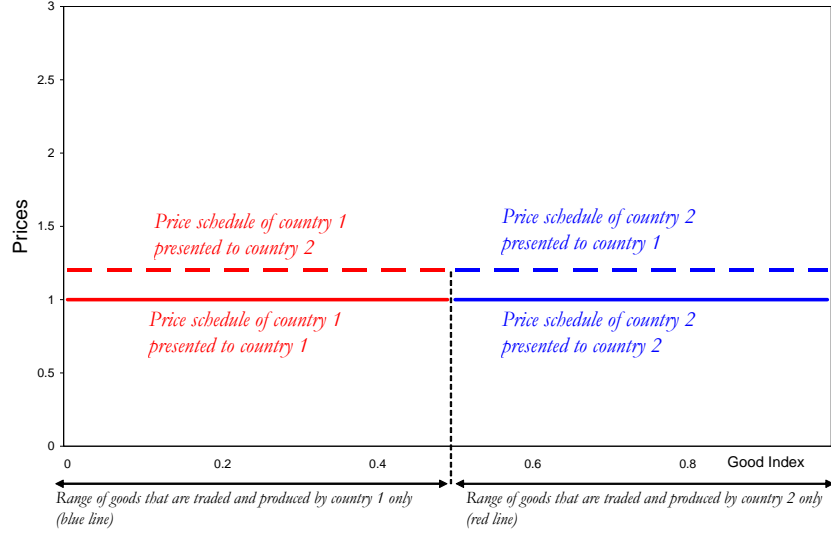 3
2.5
2
1.5
1
0.5
0
Prices
Price schedule of country 1
presented to country 2
Price schedule of country 2
presented to country 1
Price schedule of country 1
presented to country 1
Price schedule of country 2
presented to country 2
0
0.2
0.4
0.6
0.8
Good Index
Range of goods that are traded and produced by country 1 only
(blue line)
Range of goods that are traded and produced by country 2 only
(red line)